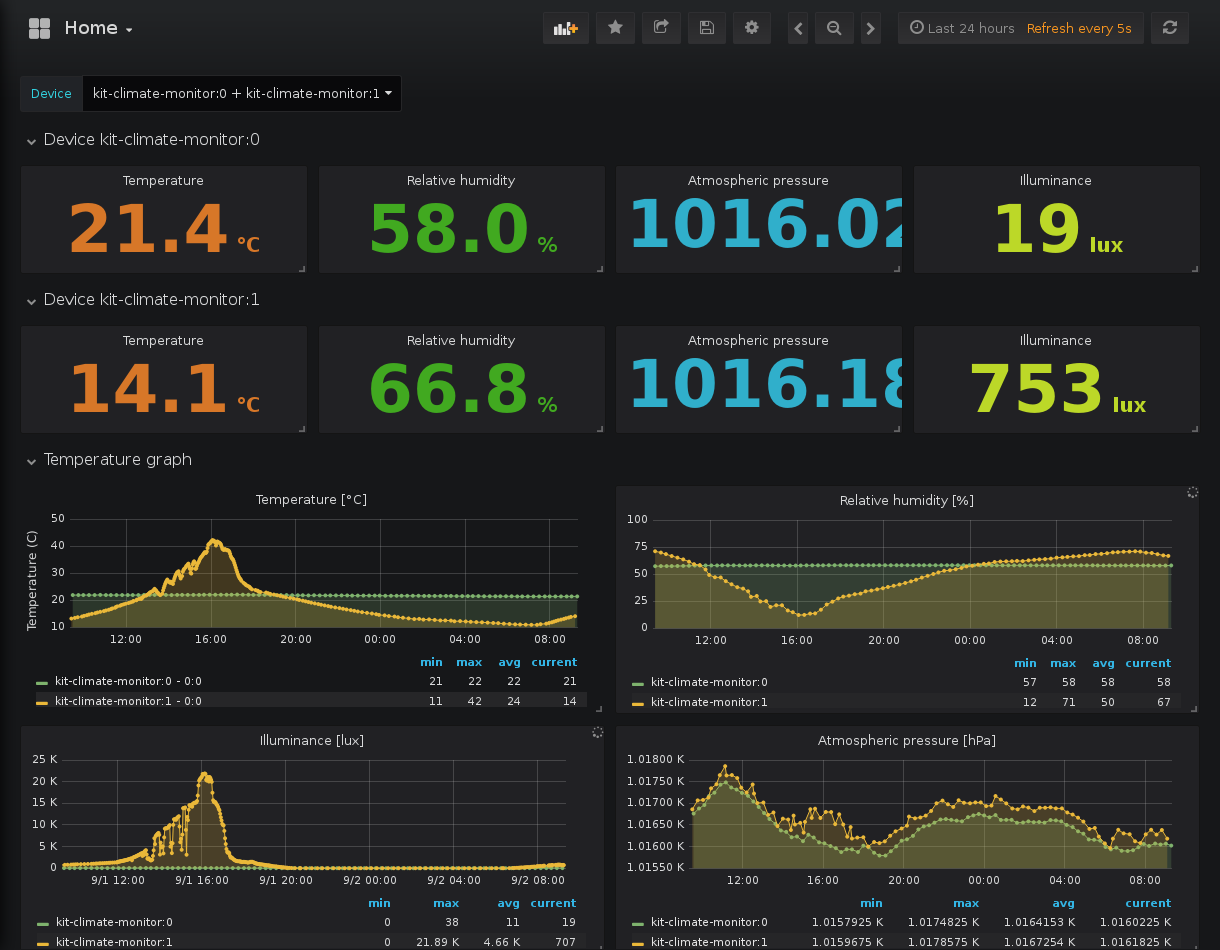 Home
Last 24 hours Refresh every 5s
Device kit-climate-monitor:0 + kit-climate-monitor:1
Device kit-climate-monitor:0
Temperature Relative humidity Atmospheric pressure Illuminance
21.4 °C 58.0 % 1016.02 19 lux
Device kit-climate-monitor:1
Temperature Relative humidity Atmospheric pressure Illuminance
14.1 °C 66.8 % 1016.18 753 lux
Temperature graph
Temperature [°C]
Temperature (C)
50
40
30
20
10
12:00 16:00 20:00 00:00 04:00 08:00
min max avg current
kit-climate-monitor:0 - 0:0 21 22 22 21
kit-climate-monitor:1 - 0:0 11 42 24 14
Relative humidity [%]
100
75
50
25
0
12:00 16:00 20:00 00:00 04:00 08:00
min max avg current
kit-climate-monitor:0 57 58 58 58
kit-climate-monitor:1 12 71 50 67
Illuminance [lux]
25 K
20 K
15 K
10 K
5 K
0
9/1 12:00 9/1 16:00 9/1 20:00 9/2 00:00 9/2 04:00 9/2 08:00
min max avg current
kit-climate-monitor:0 0 38 11 19
kit-climate-monitor:1 0 21.89 K 4.66 K 707
Atmospheric pressure [hPa]
1.01800 K
1.01750 K
1.01700 K
1.01650 K
1.01600 K
1.01550 K
12:00 16:00 20:00 00:00 04:00 08:00
min max avg current
kit-climate-monitor:0 1.0157925 K 1.0174825 K 1.0164153 K 1.0160225 K
kit-climate-monitor:1 1.0159675 K 1.0178575 K 1.0167254 K 1.0161825 K